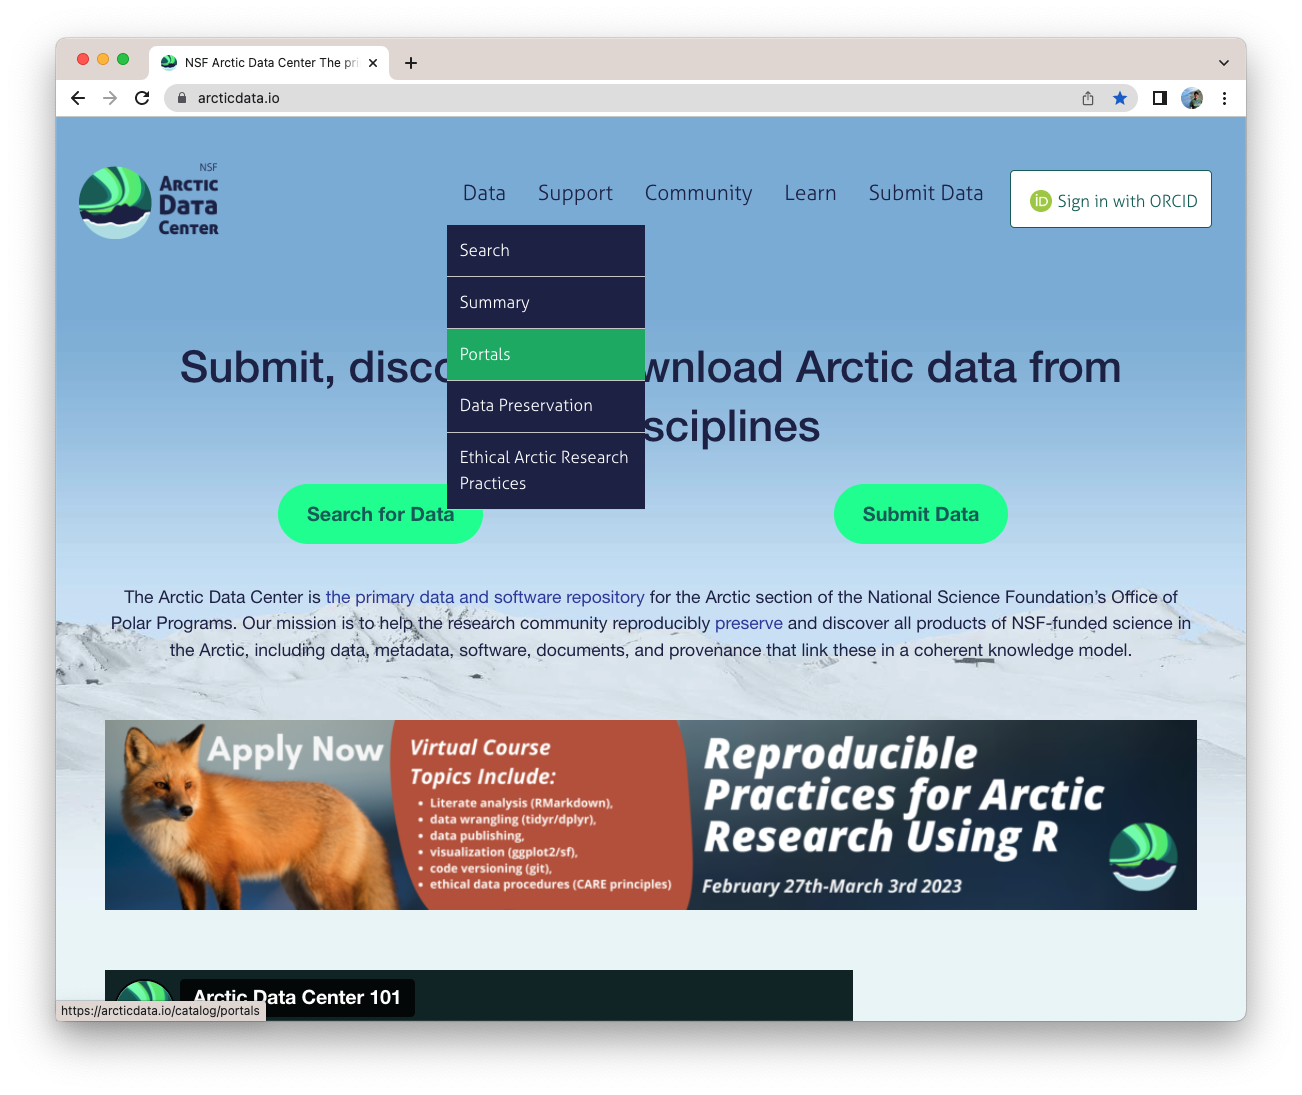 NSF Arctic Data Center The pri
arcticdata.io
NSF
ARCTIC
DATA
CENTER
Data Support Community Learn Submit Data
iD Sign in with ORCID
Search
Summary
Portals
Data Preservation
Ethical Arctic Research
Practices
Submit, disco wnload Arctic data from
sciplines
Search for Data
Submit Data
The Arctic Data Center is the primary data and software repository for the Arctic section of the National Science Foundation’s Office of
Polar Programs. Our mission is to help the research community reproducibly preserve and discover all products of NSF-funded science in
the Arctic, including data, metadata, software, documents, and provenance that link these in a coherent knowledge model.
Apply Now
Virtual Course
Topics Include:
• Literate analysis (RMarkdown),
• data wrangling (tidyr/dplyr),
• data publishing,
• visualization (ggplot2/sf),
• code versioning (git),
• ethical data procedures (CARE principles)
Reproducible
Practices for Arctic
Research Using R
February 27th-March 3rd 2023
Arctic Data Center 101
https://arcticdata.io/catalog/portals